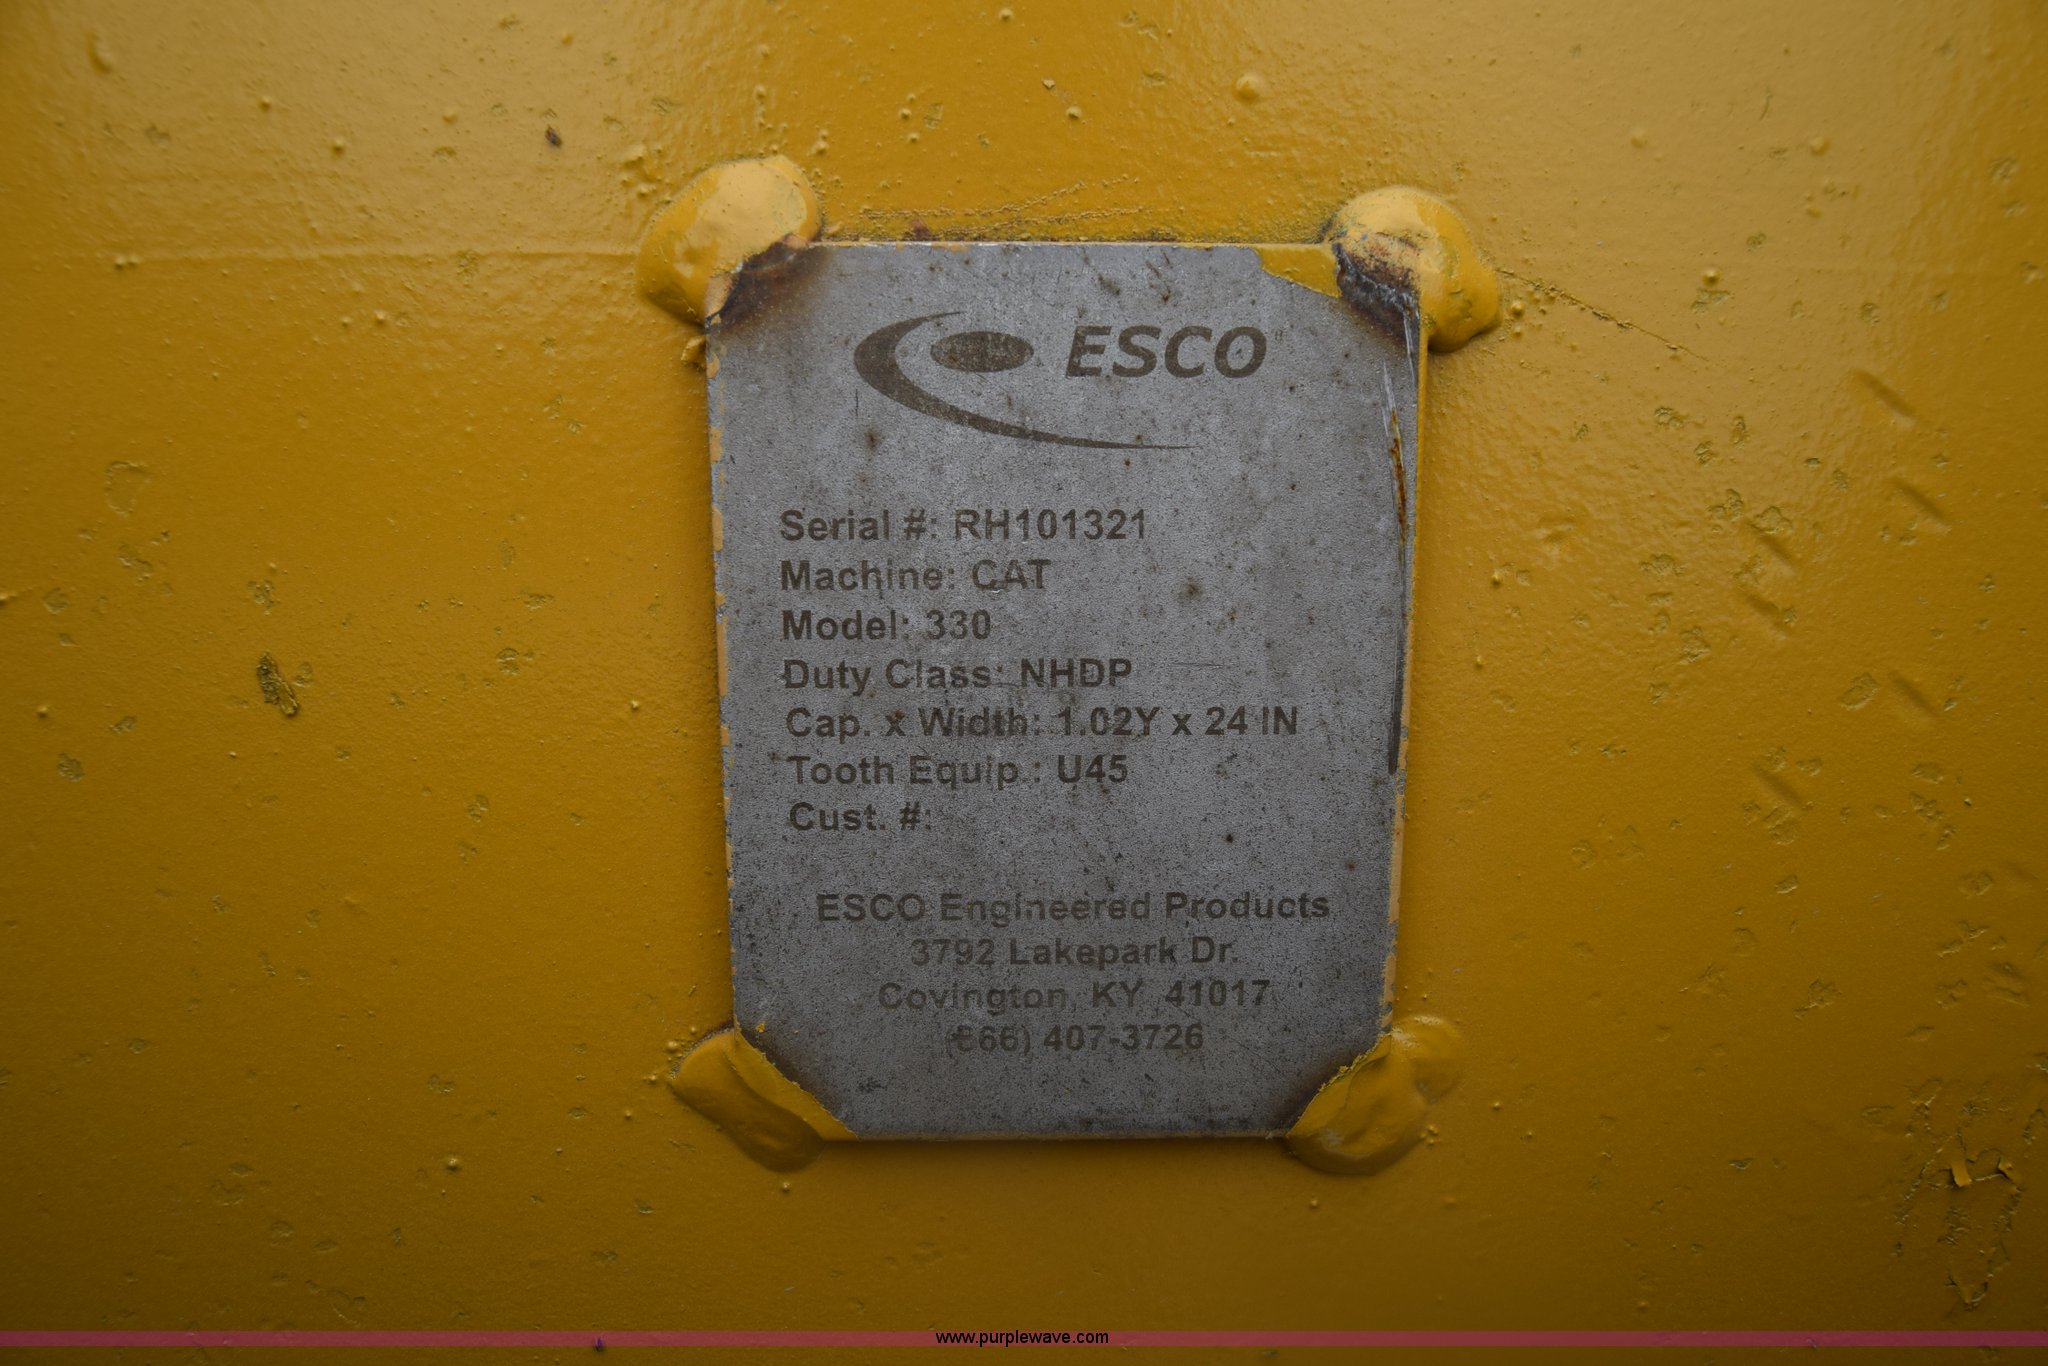 ESCO
Serial #: RH101321
Machine: CAT
Model: 330
Duty Class: NHDP
Cap. x Width: 1.02Y x 24 IN
Tooth Equip.: U45
Cust. #:
ESCO Engineered Products
3792 Lakepark Dr.
Covington, KY 41017
(866) 407-3726
www.purplewave.com